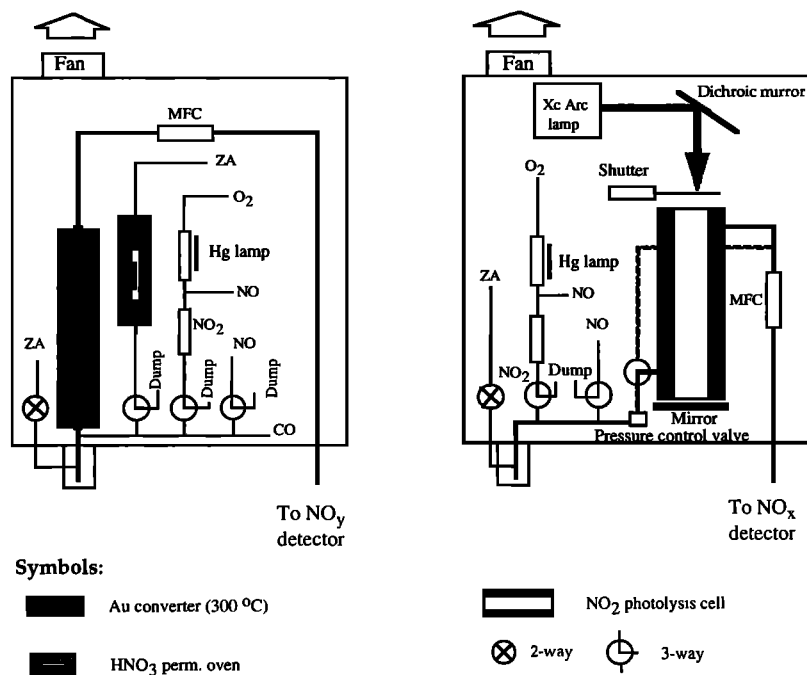 Fan
MFC
ZA
O2
Hg lamp
NO
NO2
NO
ZA
Dump
Dump
Dump
CO
To NOy
detector
Fan
Xc Arc
lamp
Dichroic mirror
Shutter
O2
Hg lamp
ZA
NO
NO
MFC
NO2
Dump
Mirror
Pressure control valve
To NOx
detector
Symbols:
Au converter (300 ºC)
HNO3 perm. oven
NO2 photolysis cell
2-way
3-way